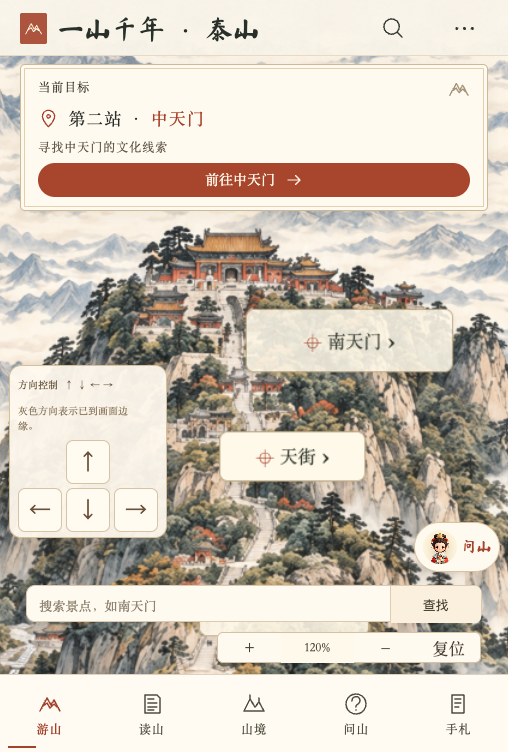 一山千年 · 泰山
当前目标
第二站 · 中天门
寻找中天门的文化线索
前往中天门 →
南天门 ›
方向控制 ↑ ↓ ← →
灰色方向表示已到画面边
缘。
↑
← ↓ →
天街 ›
问山
搜索景点，如南天门 查找
+ 120% − 复位
游山 读山 山境 问山 手札